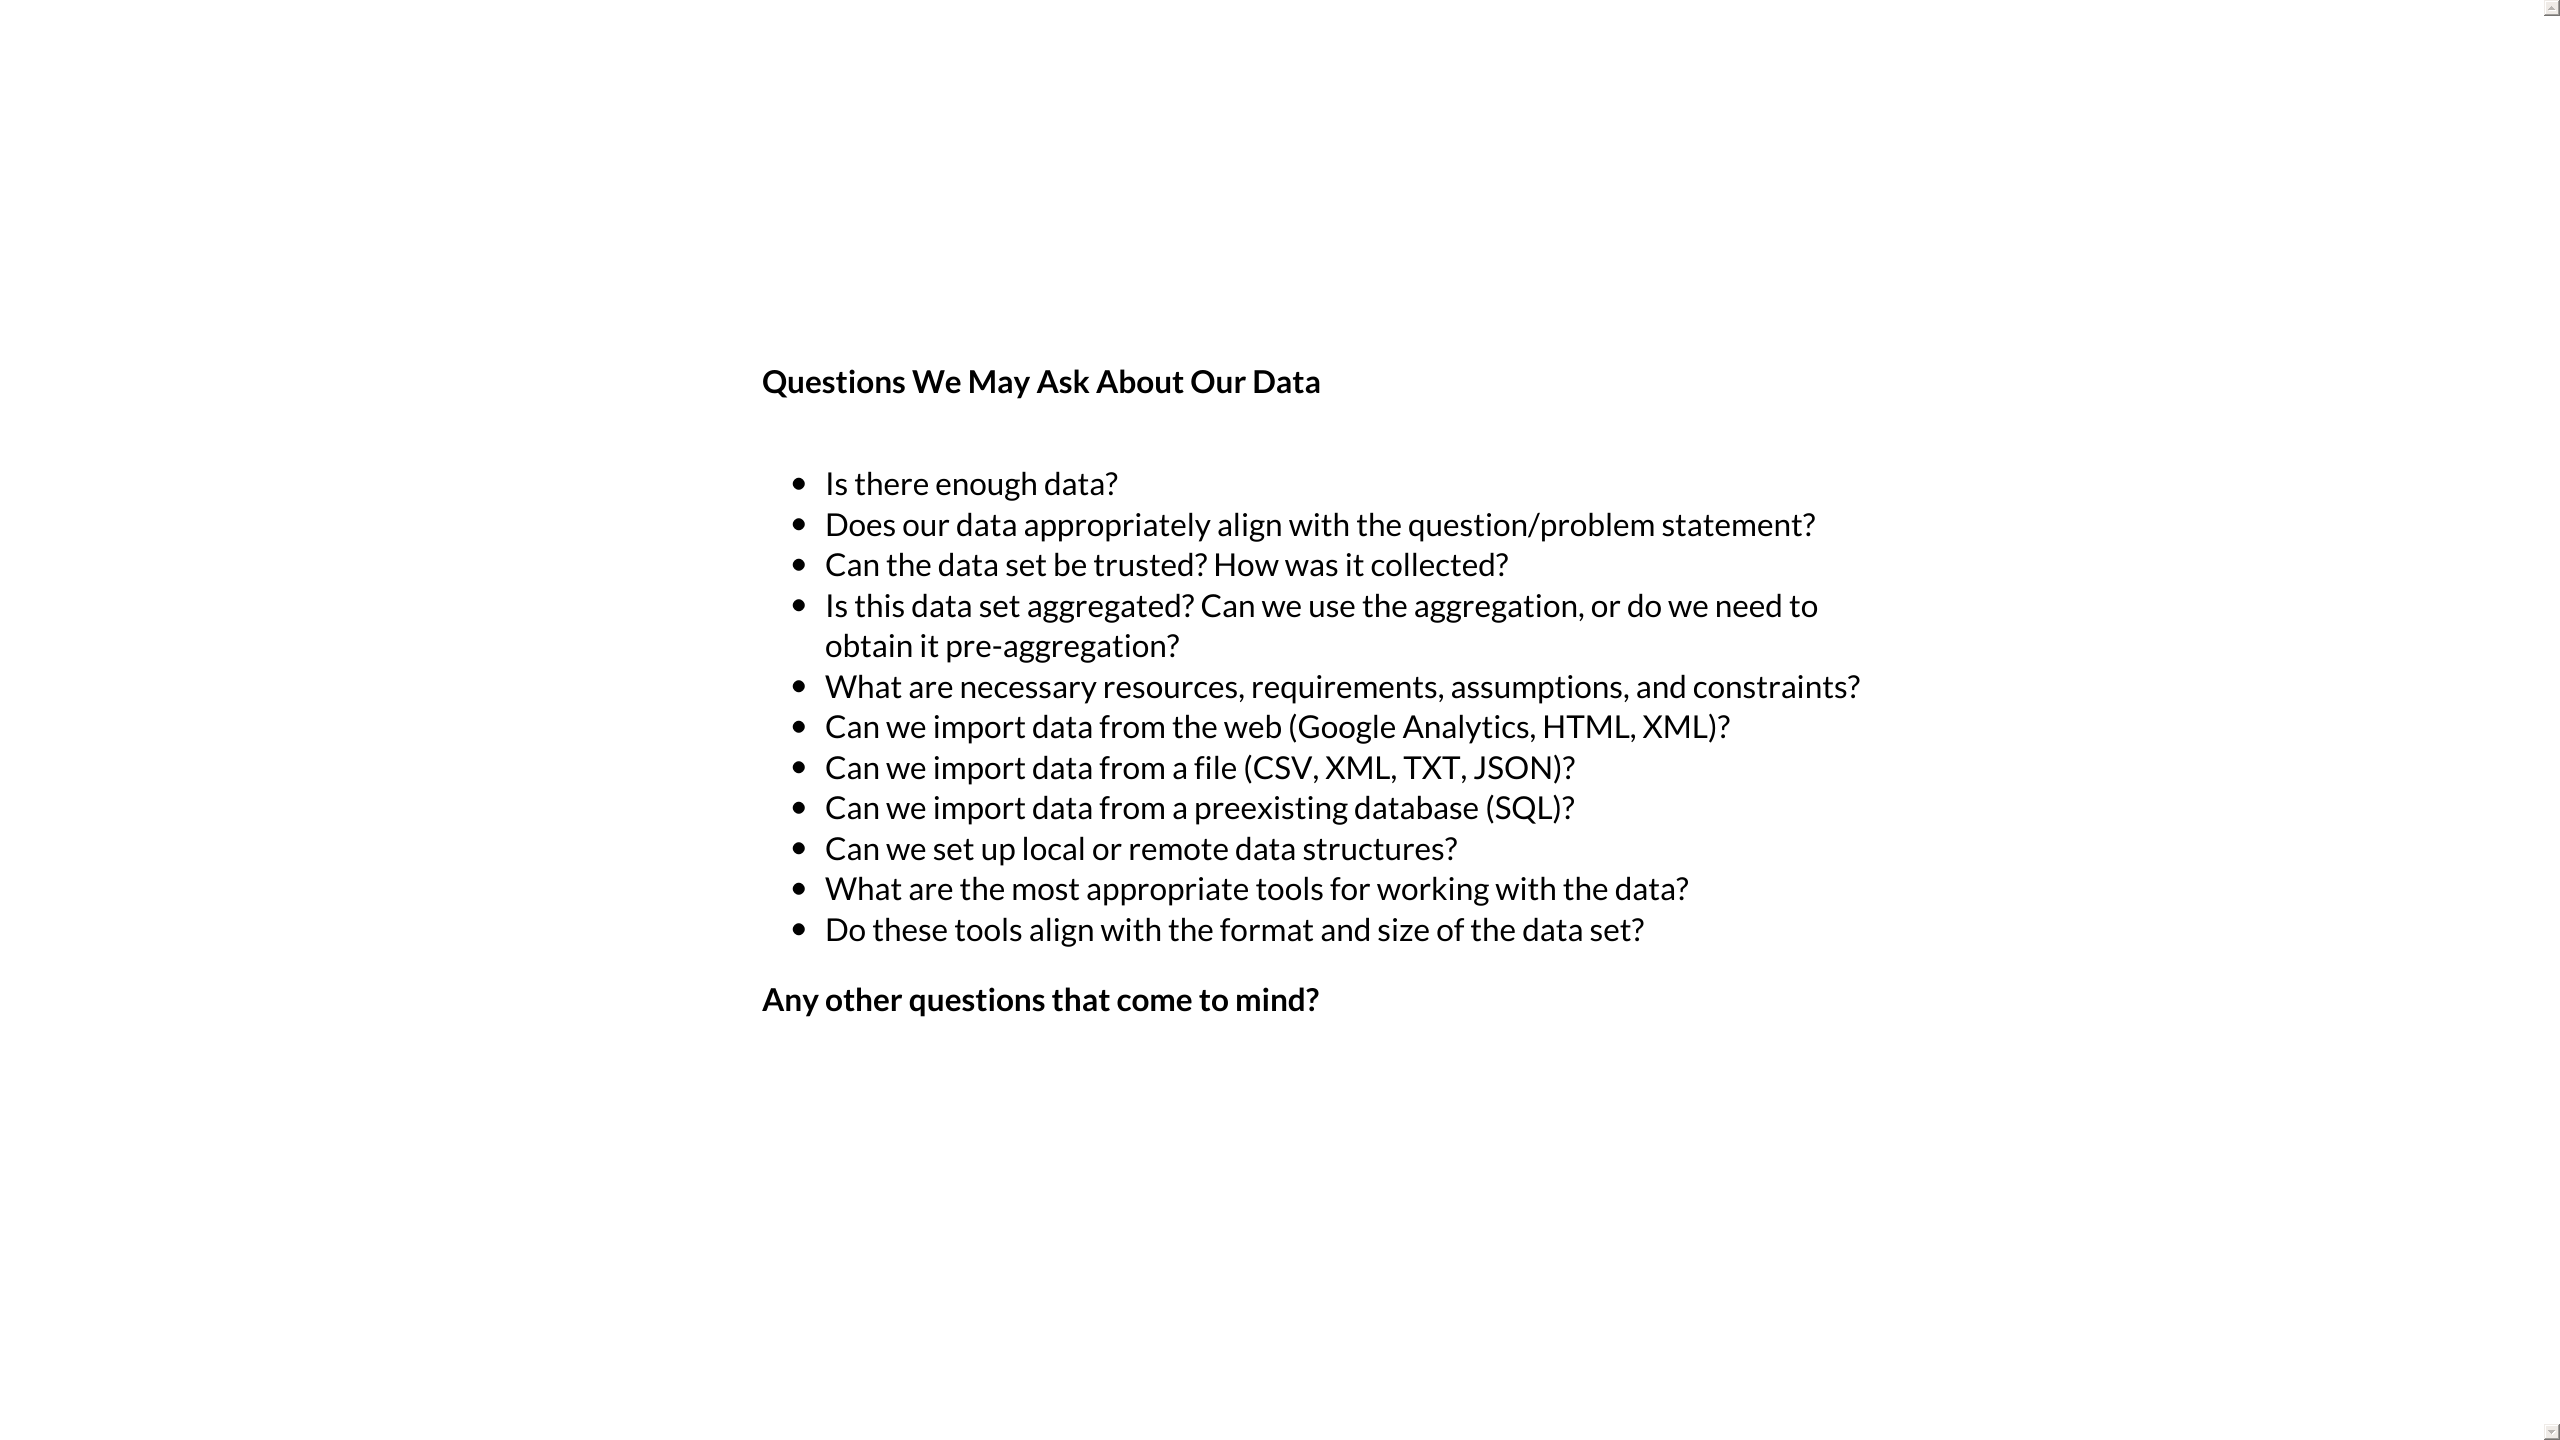 Questions We May Ask About Our Data
• Is there enough data?
• Does our data appropriately align with the question/problem statement?
• Can the data set be trusted? How was it collected?
• Is this data set aggregated? Can we use the aggregation, or do we need to
obtain it pre-aggregation?
• What are necessary resources, requirements, assumptions, and constraints?
• Can we import data from the web (Google Analytics, HTML, XML)?
• Can we import data from a file (CSV, XML, TXT, JSON)?
• Can we import data from a preexisting database (SQL)?
• Can we set up local or remote data structures?
• What are the most appropriate tools for working with the data?
• Do these tools align with the format and size of the data set?
Any other questions that come to mind?